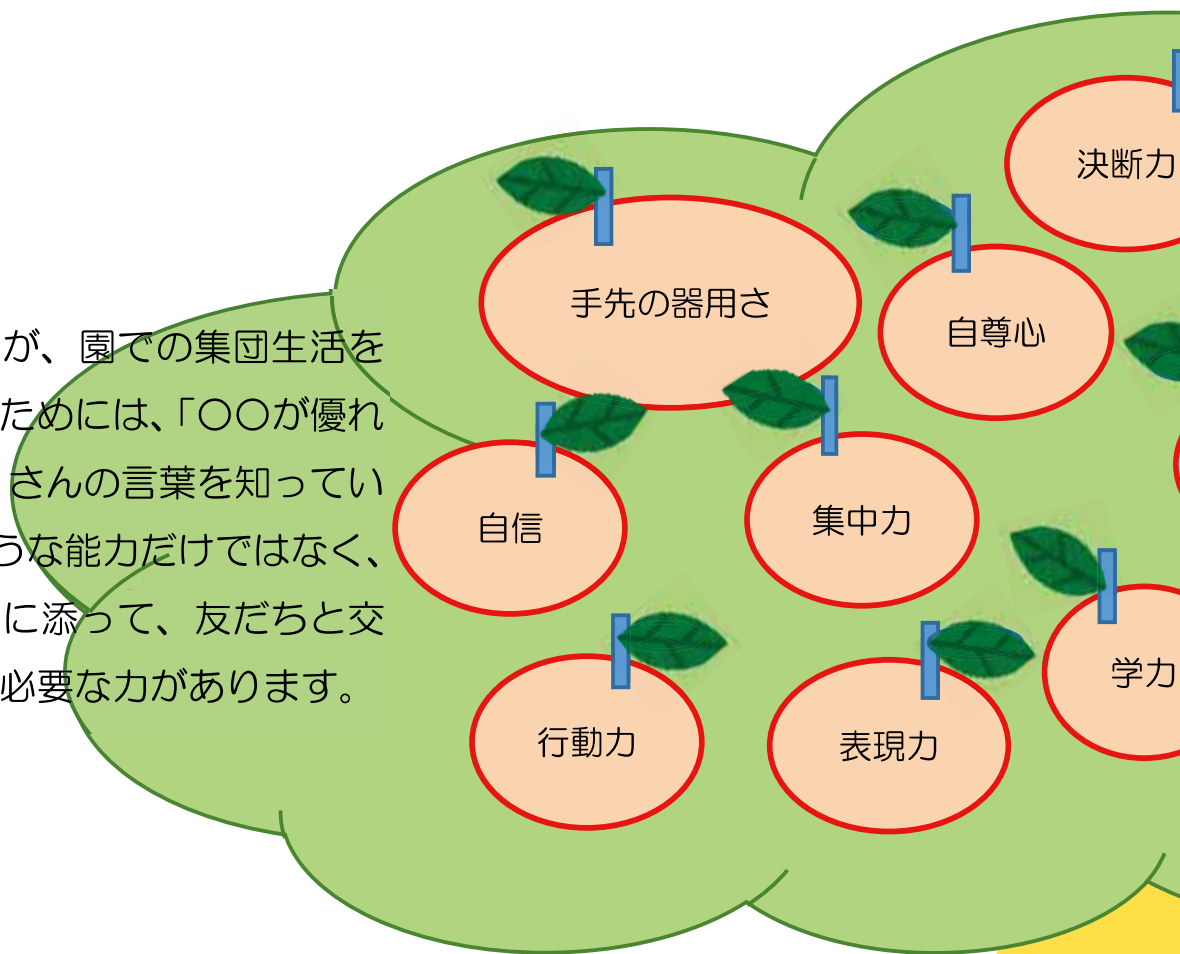 が、園での集団生活を
ためには、「〇〇が優れ
さんの言葉を知ってい
うな能力だけではなく、
に添って、友だちと交
必要な力があります。
決断力
手先の器用さ
自尊心
自信
集中力
学力
行動力
表現力